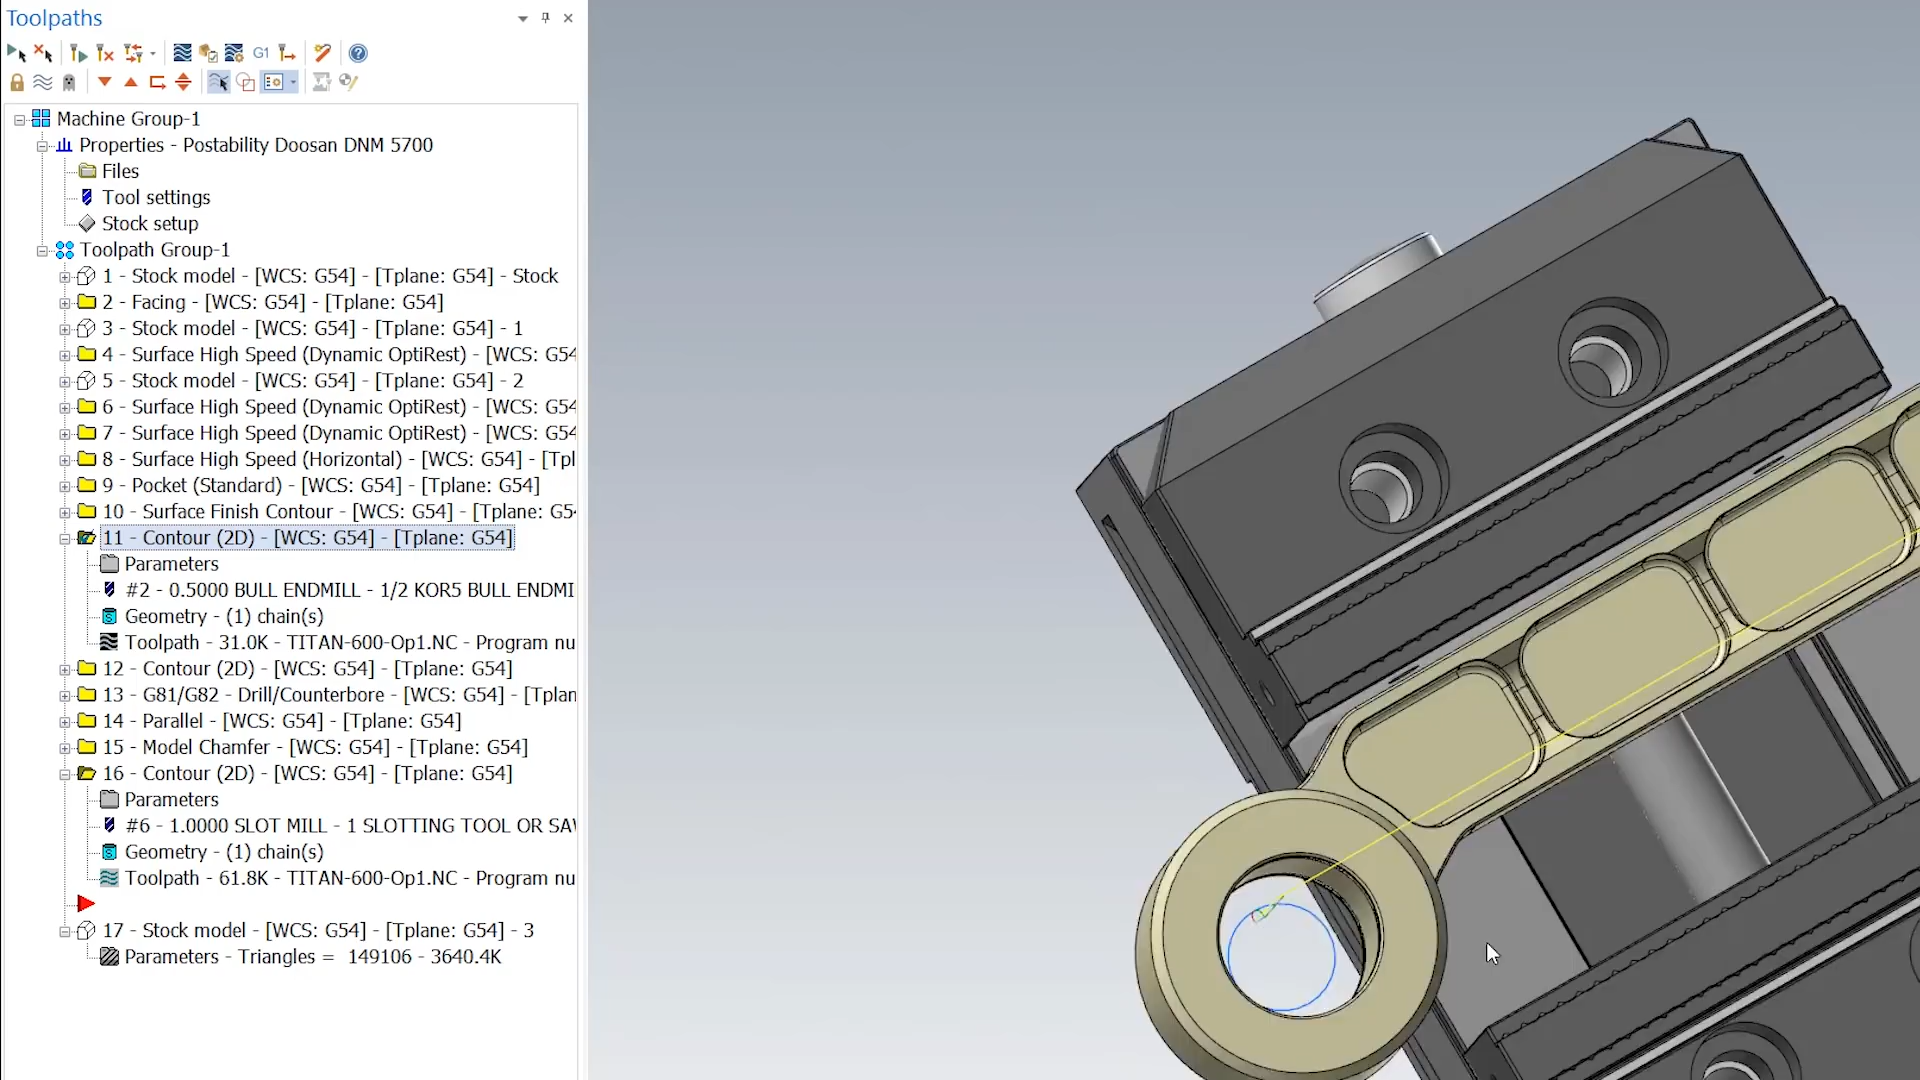 Toolpaths
G1
Machine Group-1
Properties - Postability Doosan DNM 5700
Files
Tool settings
Stock setup
Toolpath Group-1
1 - Stock model - [WCS: G54] - [Tplane: G54] - Stock
2 - Facing - [WCS: G54] - [Tplane: G54]
3 - Stock model - [WCS: G54] - [Tplane: G54] - 1
4 - Surface High Speed (Dynamic OptiRest) - [WCS: G54
5 - Stock model - [WCS: G54] - [Tplane: G54] - 2
6 - Surface High Speed (Dynamic OptiRest) - [WCS: G54
7 - Surface High Speed (Dynamic OptiRest) - [WCS: G54
8 - Surface High Speed (Horizontal) - [WCS: G54] - [Tpl
9 - Pocket (Standard) - [WCS: G54] - [Tplane: G54]
10 - Surface Finish Contour - [WCS: G54] - [Tplane: G54
11 - Contour (2D) - [WCS: G54] - [Tplane: G54]
Parameters
#2 - 0.5000 BULL ENDMILL - 1/2 KOR5 BULL ENDMI
Geometry - (1) chain(s)
Toolpath - 31.0K - TITAN-600-Op1.NC - Program nu
12 - Contour (2D) - [WCS: G54] - [Tplane: G54]
13 - G81/G82 - Drill/Counterbore - [WCS: G54] - [Tplan
14 - Parallel - [WCS: G54] - [Tplane: G54]
15 - Model Chamfer - [WCS: G54] - [Tplane: G54]
16 - Contour (2D) - [WCS: G54] - [Tplane: G54]
Parameters
#6 - 1.0000 SLOT MILL - 1 SLOTTING TOOL OR SAW
Geometry - (1) chain(s)
Toolpath - 61.8K - TITAN-600-Op1.NC - Program nu
17 - Stock model - [WCS: G54] - [Tplane: G54] - 3
Parameters - Triangles = 149106 - 3640.4K